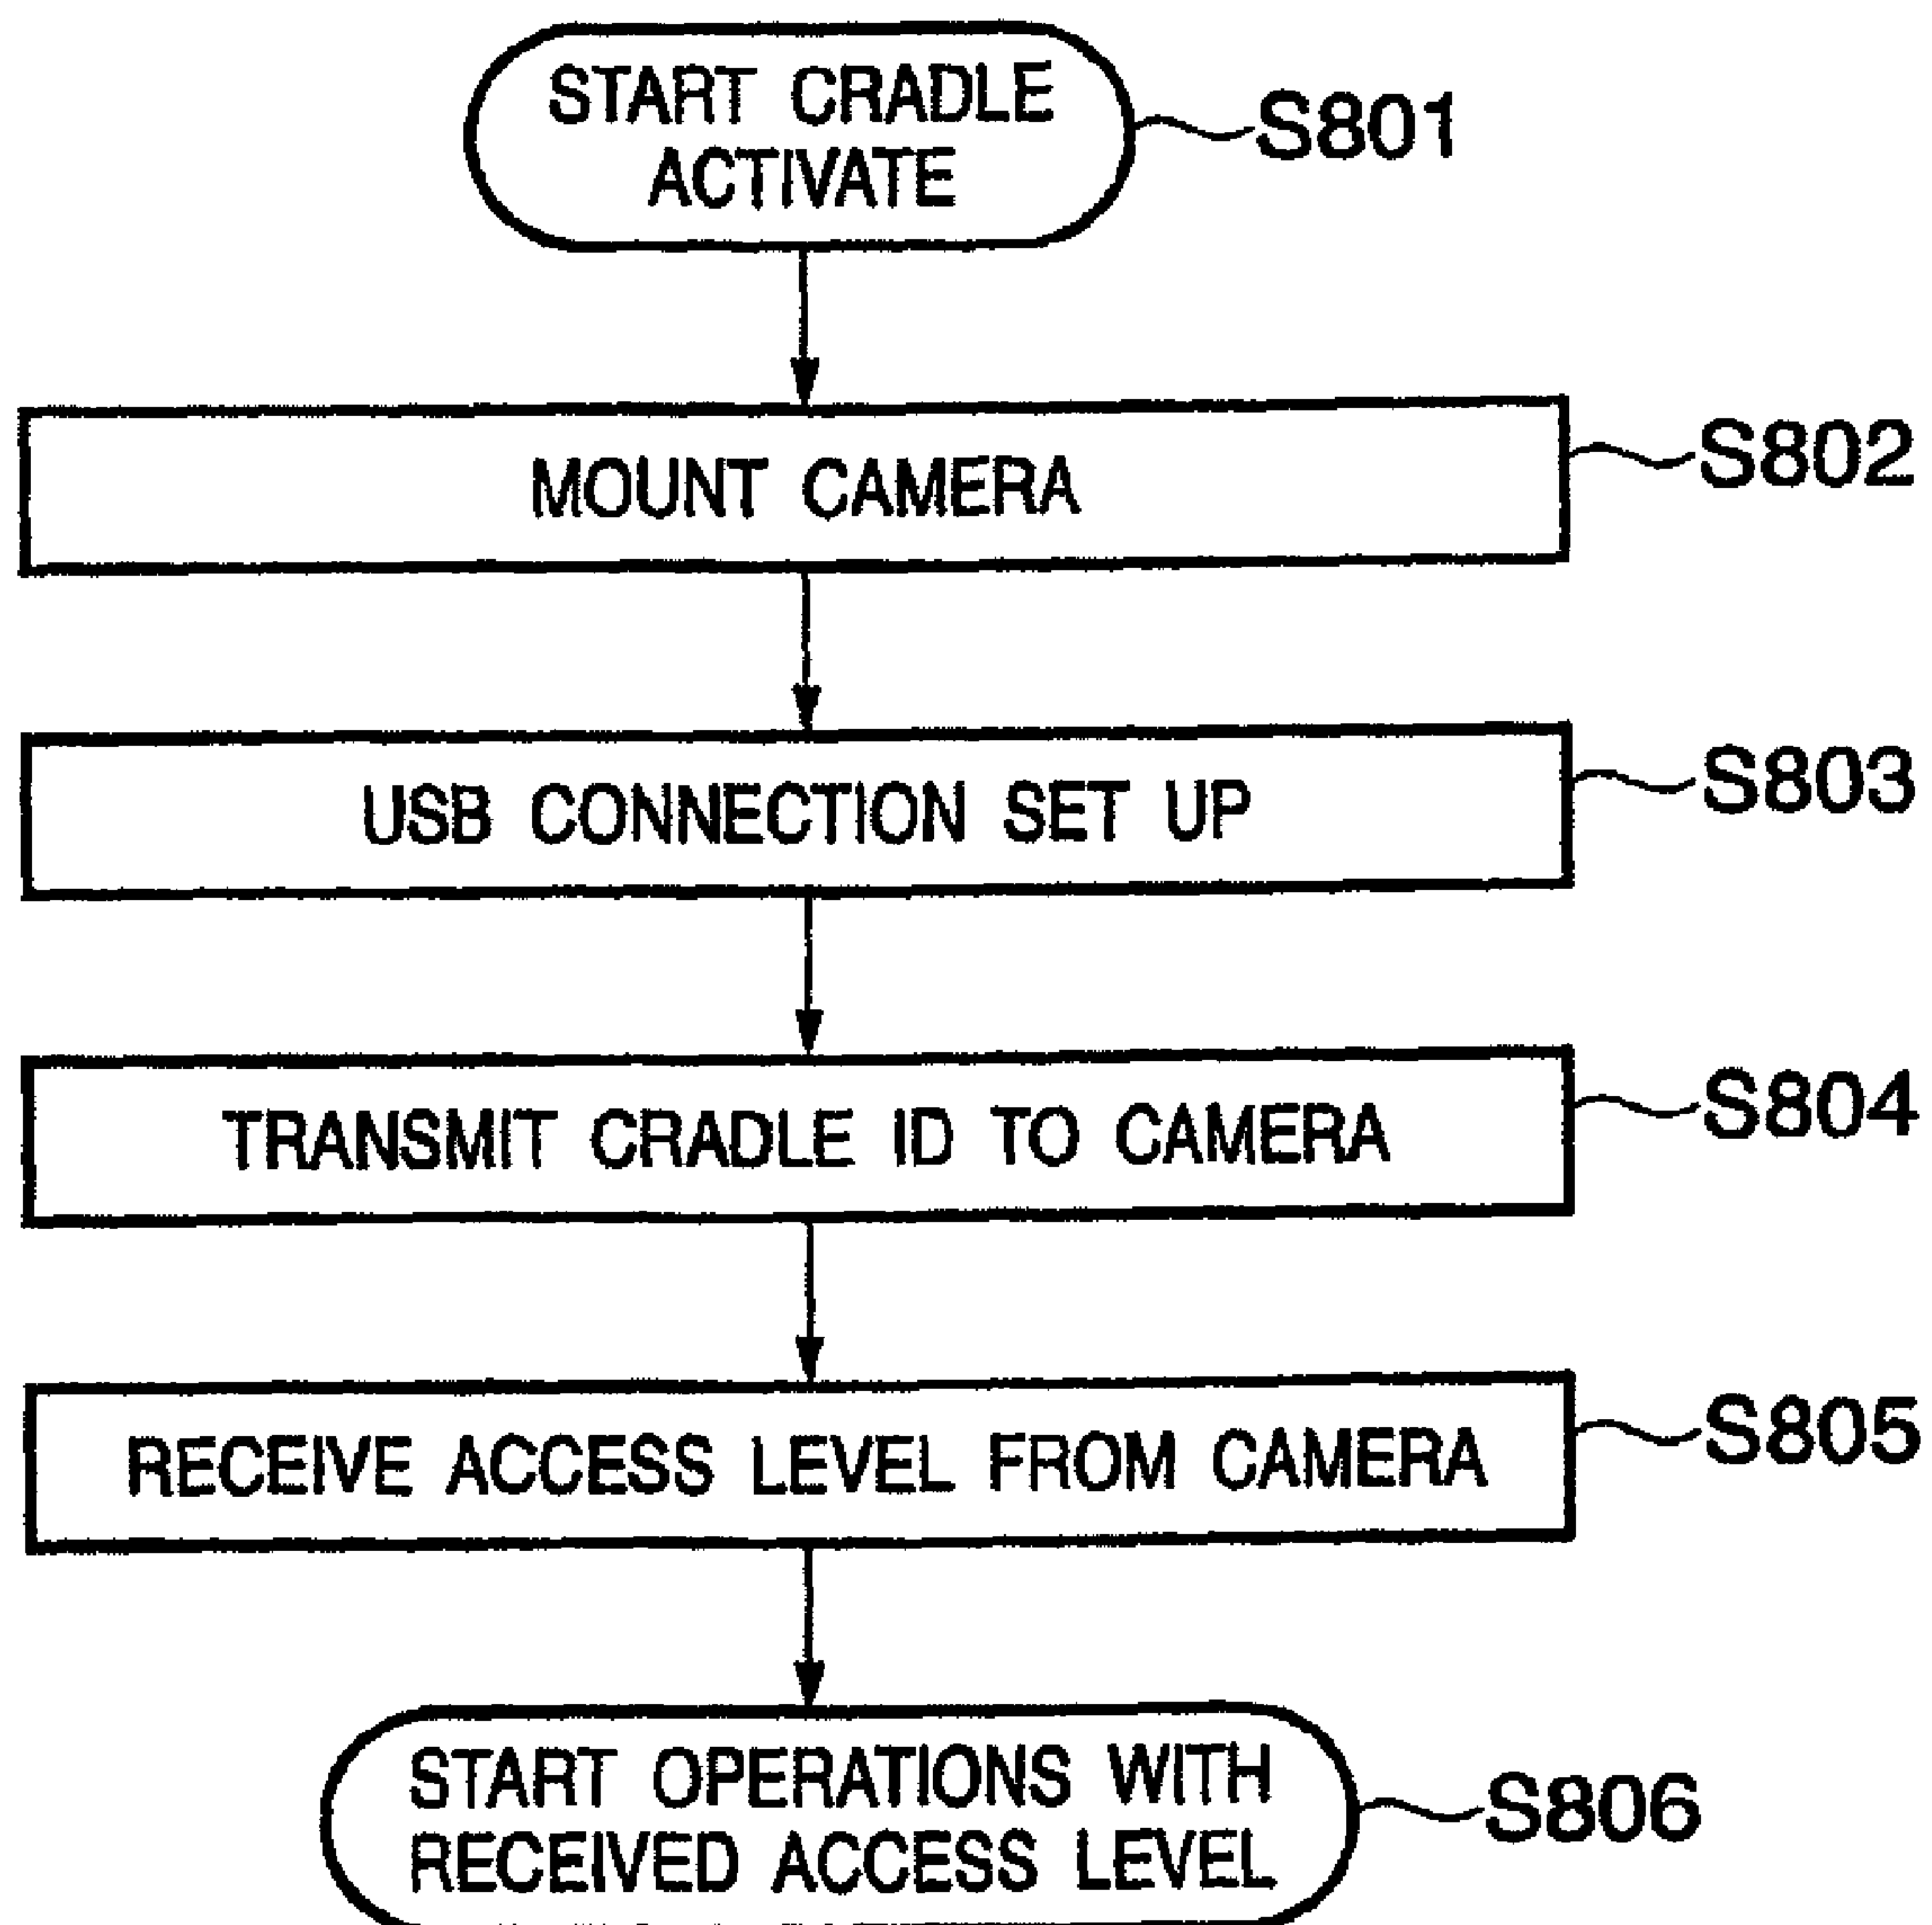 START CRADLE
ACTIVATE
S801
MOUNT CAMERA
S802
USB CONNECTION SET UP
S803
TRANSMIT CRADLE ID TO CAMERA
S804
RECEIVE ACCESS LEVEL FROM CAMERA
S805
START OPERATIONS WITH
RECEIVED ACCESS LEVEL
S806